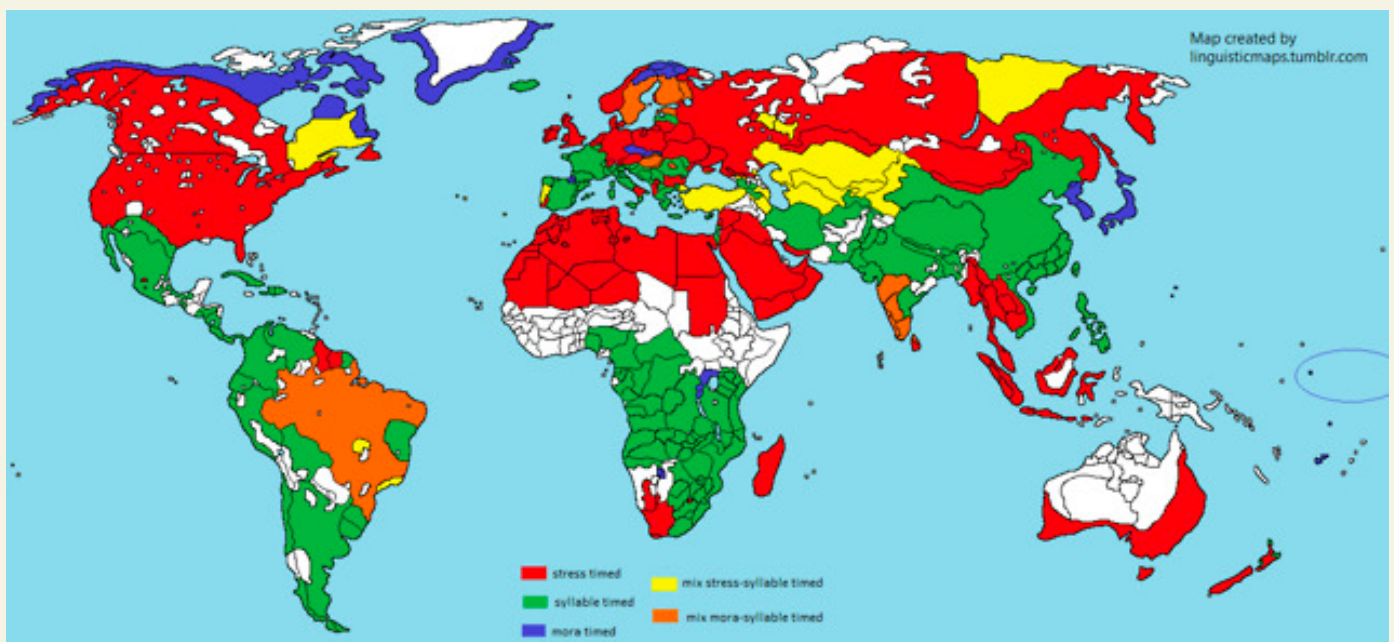 Map created by
linguisticmaps.tumblr.com
stress timed
syllable timed
mora timed
mix stress-syllable timed
mix mora-syllable timed